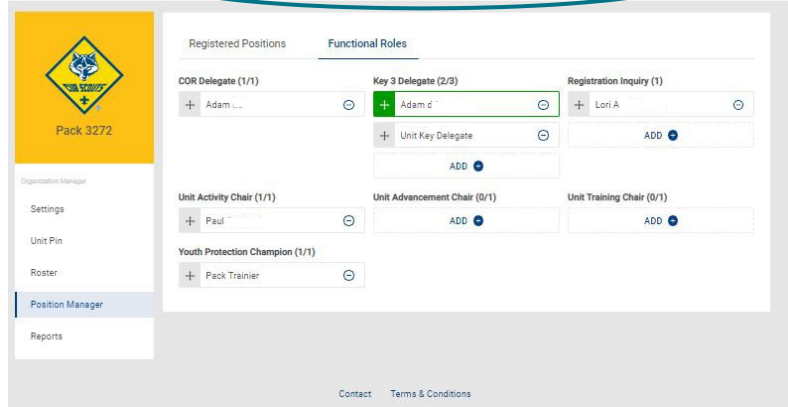 Registered Positions Functional Roles
COR Delegate (1/1) Key 3 Delegate (2/3) Registration Inquiry (1)
Adam Adam d Lori A
Unit Key Delegate ADD
ADD
Unit Activity Chair (1/1) Unit Advancement Chair (0/1) Unit Training Chair (0/1)
Paul ADD ADD
Youth Protection Champion (1/1)
Pack Trainier
CUB SCOUTS
Pack 3272
Organization Manager
Settings
Unit Pin
Roster
Position Manager
Reports
Contact Terms & Conditions